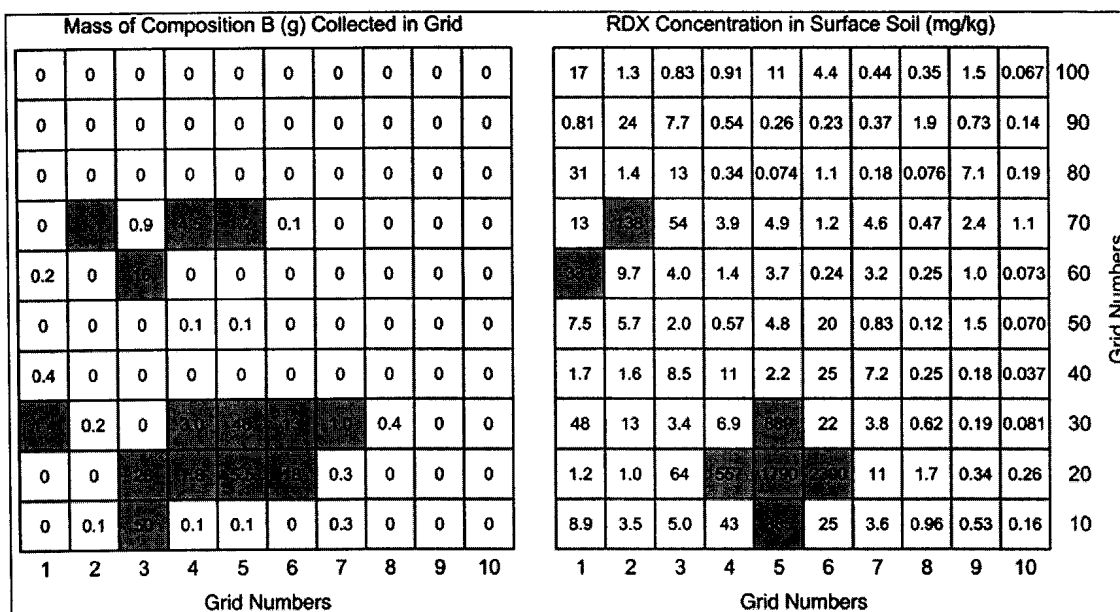 Mass of Composition B (g) Collected in Grid
RDX Concentration in Surface Soil (mg/kg)
0 0 0 0 0 0 0 0 0 0 17 1.3 0.83 0.91 11 4.4 0.44 0.35 1.5 0.067 100
0 0 0 0 0 0 0 0 0 0 0.81 24 7.7 0.54 0.26 0.23 0.37 1.9 0.73 0.14 90
0 0 0 0 0 0 0 0 0 0 31 1.4 13 0.34 0.074 1.1 0.18 0.076 7.1 0.19 80
0 0.9 0.1 0 0 0 0 13 54 3.9 4.9 1.2 4.6 0.47 2.4 1.1 70
0.2 0 0 0 0 0 0 0 0 9.7 4.0 1.4 3.7 0.24 3.2 0.25 1.0 0.073 60
0 0 0 0.1 0.1 0 0 0 0 0 7.5 5.7 2.0 0.57 4.8 20 0.83 0.12 1.5 0.070 50
0.4 0 0 0 0 0 0 0 0 0 1.7 1.6 8.5 11 2.2 25 7.2 0.25 0.18 0.037 40
0.2 0 0.4 0 0 48 13 3.4 6.9 22 3.8 0.62 0.19 0.081 30
0 0 0.3 0 0 0 1.2 1.0 64 11 1.7 0.34 0.26 20
0 0.1 0.1 0.1 0 0.3 0 0 0 8.9 3.5 5.0 43 25 3.6 0.96 0.53 0.16 10
1 2 3 4 5 6 7 8 9 10 1 2 3 4 5 6 7 8 9 10
Grid Numbers
Grid Numbers
Grid Numbers